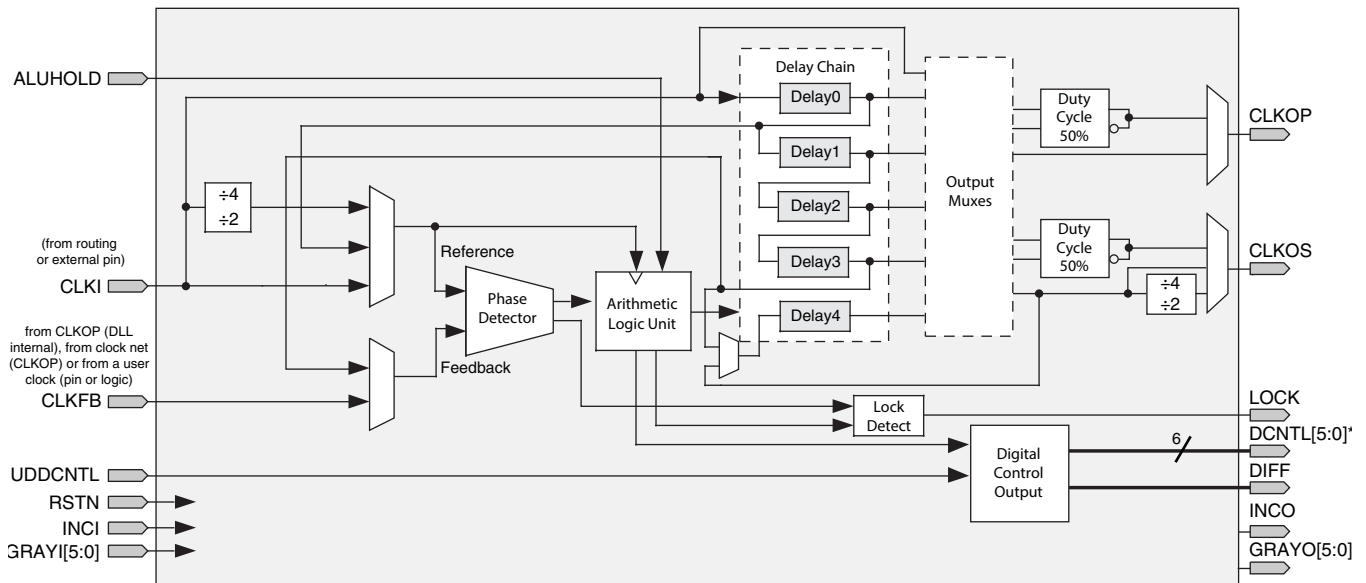 ALUHOLD
(from routing
or external pin)
CLKI
from CLKOP (DLL
internal), from clock net
(CLKOP) or from a user
clock (pin or logic)
CLKFB
UDDCNTL
RSTN
INCI
GRAYI[5:0]
÷4
÷2
Reference
Phase
Detector
Feedback
Arithmetic
Logic Unit
Delay Chain
Delay0
Delay1
Delay2
Delay3
Delay4
Output
Muxes
Duty
Cycle
50%
Duty
Cycle
50%
÷4
÷2
Lock
Detect
Digital
Control
Output
6
CLKOP
CLKOS
LOCK
DCNTL[5:0]*
DIFF
INCO
GRAYO[5:0]